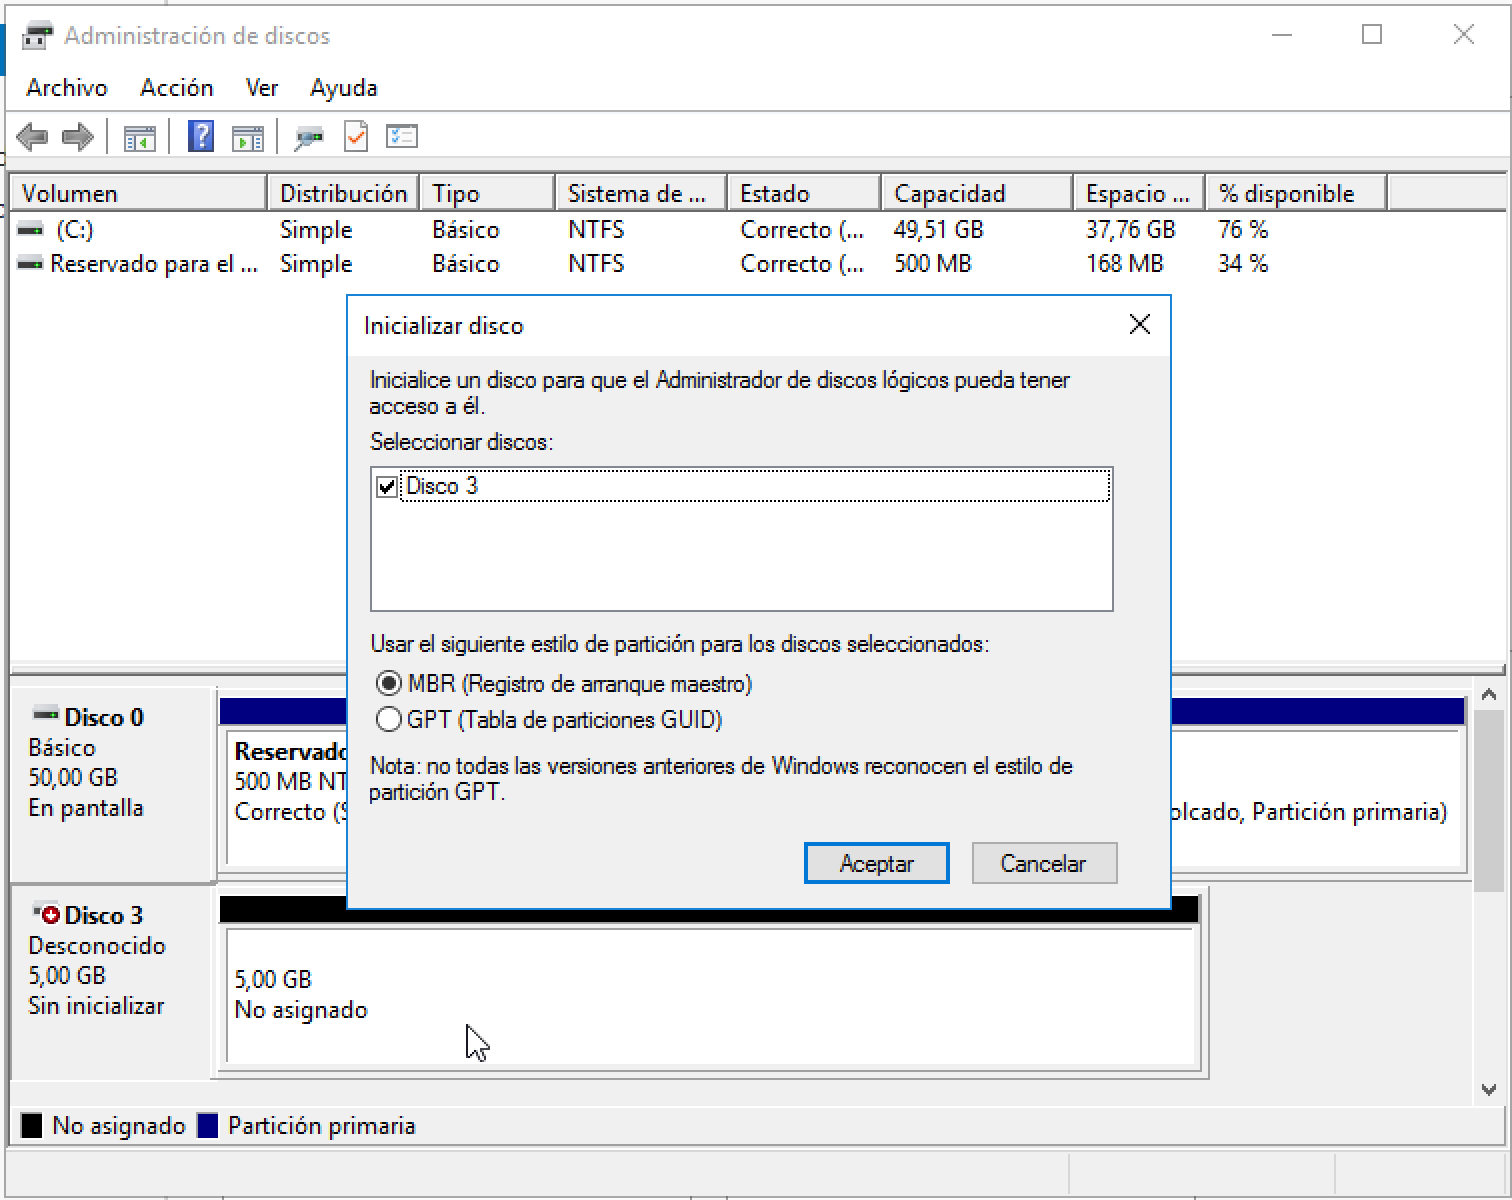 Administración de discos
Archivo Acción Ver Ayuda
Volumen Distribución Tipo Sistema de ... Estado Capacidad Espacio ... % disponible
(C:) Simple Básico NTFS Correcto (... 49,51 GB 37,76 GB 76 %
Reservado para el ... Simple Básico NTFS Correcto (... 500 MB 168 MB 34 %
Inicializar disco
Inicialice un disco para que el Administrador de discos lógicos pueda tener
acceso a él.
Seleccionar discos:
Disco 3
Usar el siguiente estilo de partición para los discos seleccionados:
MBR (Registro de arranque maestro)
GPT (Tabla de particiones GUID)
Nota: no todas las versiones anteriores de Windows reconocen el estilo de
partición GPT.
Aceptar Cancelar
Disco 0
Básico
50,00 GB
En pantalla
Reservado
500 MB NT
Correcto (S
olcado, Partición primaria)
Disco 3
Desconocido
5,00 GB
Sin inicializar
5,00 GB
No asignado
No asignado Partición primaria